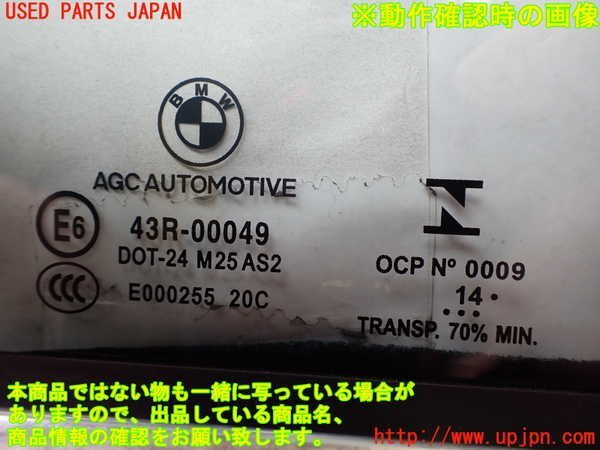 USED PARTS JAPAN
※動作確認時の画像
BMW
AGC AUTOMOTIVE
E6
43R-00049
DOT-24 M25 AS2
CCC
E000255 20C
OCP Nº 0009
14
TRANSP. 70% MIN.
本商品ではない物も一緒に写っている場合が
ありますので、出品している商品名、
商品情報の確認をお願い致します。
http://www.upjpn.com/